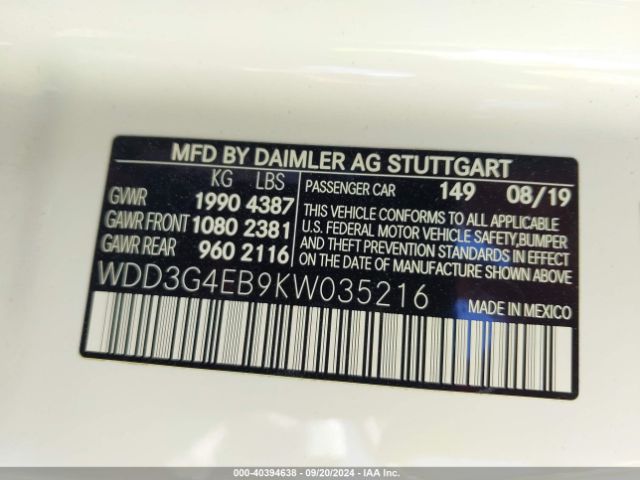 MFD BY DAIMLER AG STUTTGART
KG LBS
GVWR 1990 4387
GAWR FRONT 1080 2381
GAWR REAR 960 2116
PASSENGER CAR 149 08/19
THIS VEHICLE CONFORMS TO ALL APPLICABLE
U.S. FEDERAL MOTOR VEHICLE SAFETY, BUMPER
AND THEFT PREVENTION STANDARDS IN EFFECT
ON THE DATE OF MANUFACTURE SHOWN ABOVE.
WDD3G4EB9KW035216
MADE IN MEXICO
000-40394638 - 09/20/2024 - IAA Inc.